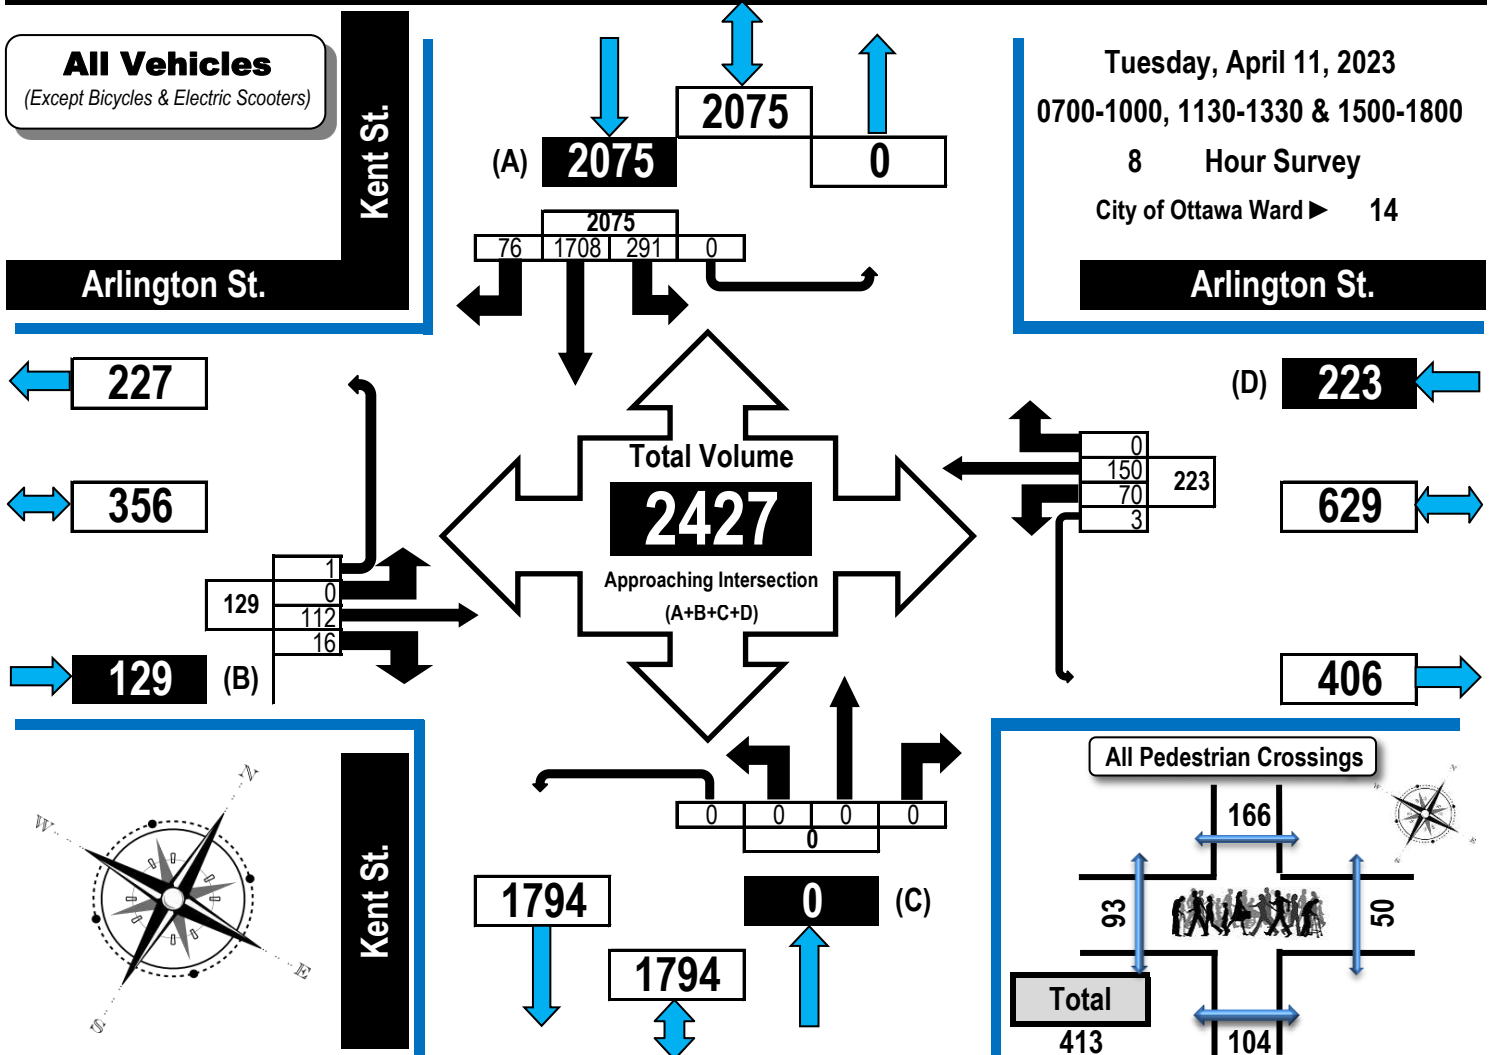 All Vehicles
(Except Bicycles & Electric Scooters)
Kent St.
Arlington St.
2075
(A) 2075
0
2075
76 1708 291 0
Tuesday, April 11, 2023
0700-1000, 1130-1330 & 1500-1800
8 Hour Survey
City of Ottawa Ward ► 14
Arlington St.
227
356
1
0
112
16
129
129 (B)
Total Volume
2427
Approaching Intersection
(A+B+C+D)
(D) 223
0
150
70
3
223
629
406
N
W
E
S
Kent St.
0 0 0 0
0
1794
0 (C)
1794
All Pedestrian Crossings
166
93
50
104
Total
413
N
W
E
S